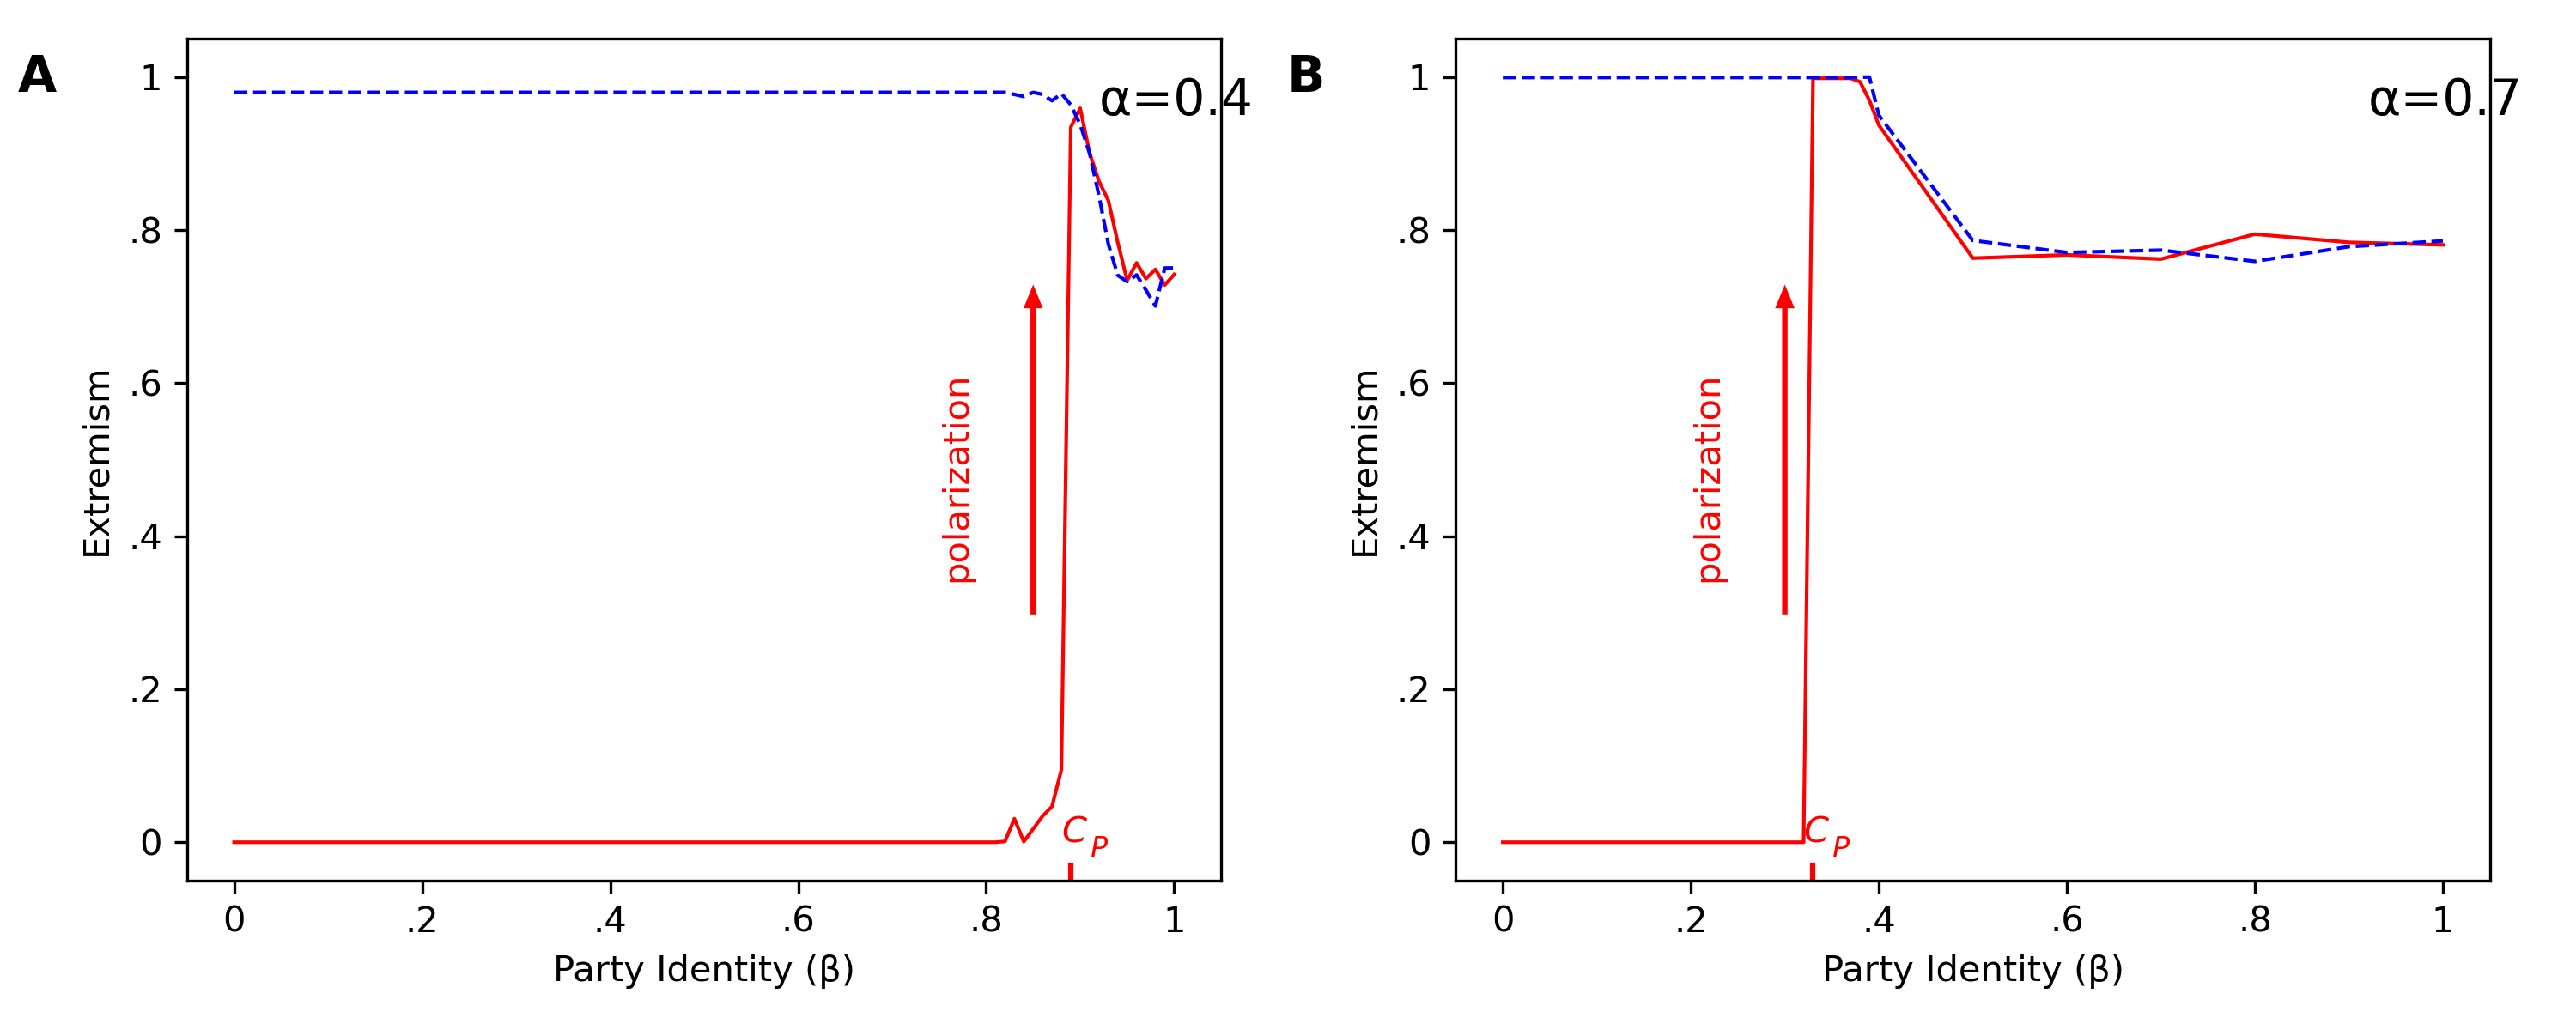 A
α=0.4
1
.8
.6
.4
.2
0
Extremism
polarization
C P
0 .2 .4 .6 .8 1
Party Identity (β)
B
α=0.7
1
.8
.6
.4
.2
0
Extremism
polarization
C P
0 .2 .4 .6 .8 1
Party Identity (β)